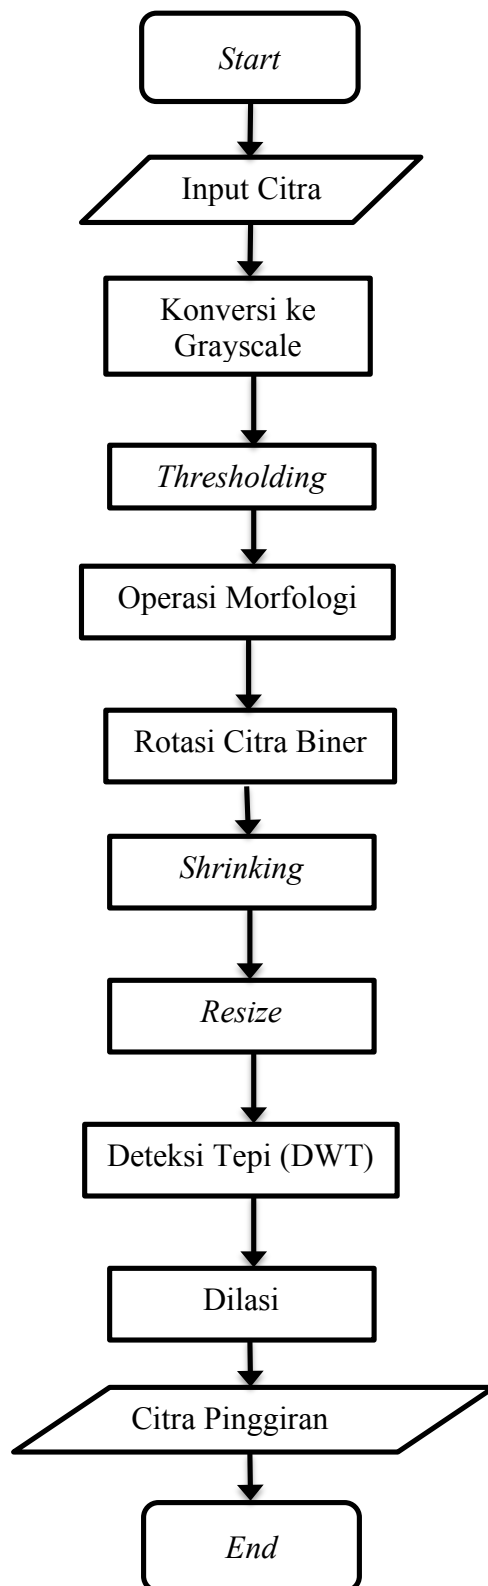 Start
Input Citra
Konversi ke
Grayscale
Thresholding
Operasi Morfologi
Rotasi Citra Biner
Shrinking
Resize
Deteksi Tepi (DWT)
Dilasi
Citra Pinggiran
End